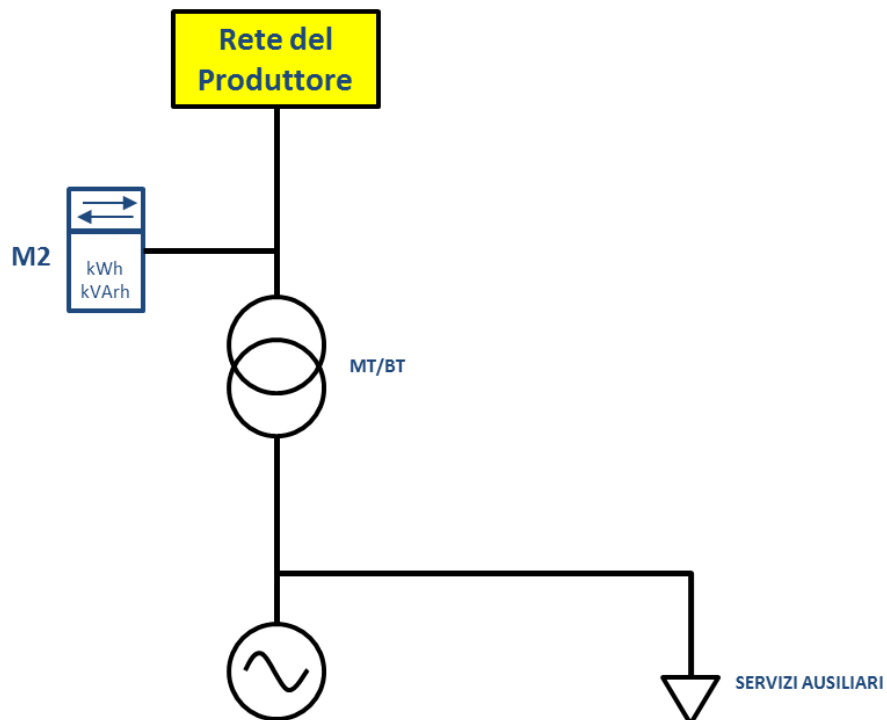 Rete del
Produttore
M2
kWh
kVArh
MT/BT
SERVIZI AUSILIARI